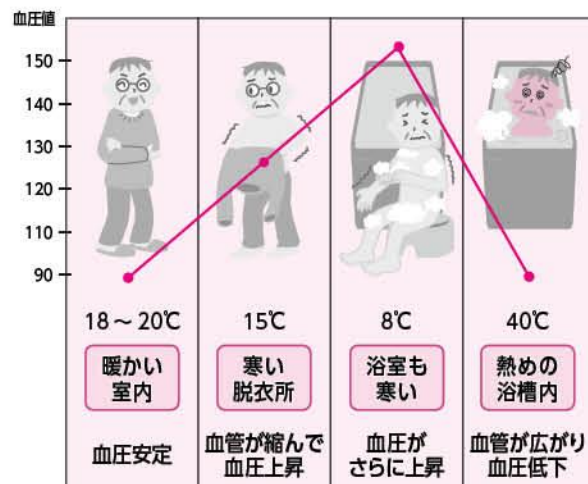 血圧値
150
140
130
120
110
90
18～20℃
暖かい
室内
血圧安定
15℃
寒い
脱衣所
血管が縮んで
血圧上昇
8℃
浴室も
寒い
血圧が
さらに上昇
40℃
熱めの
浴槽内
血管が広がり
血圧低下